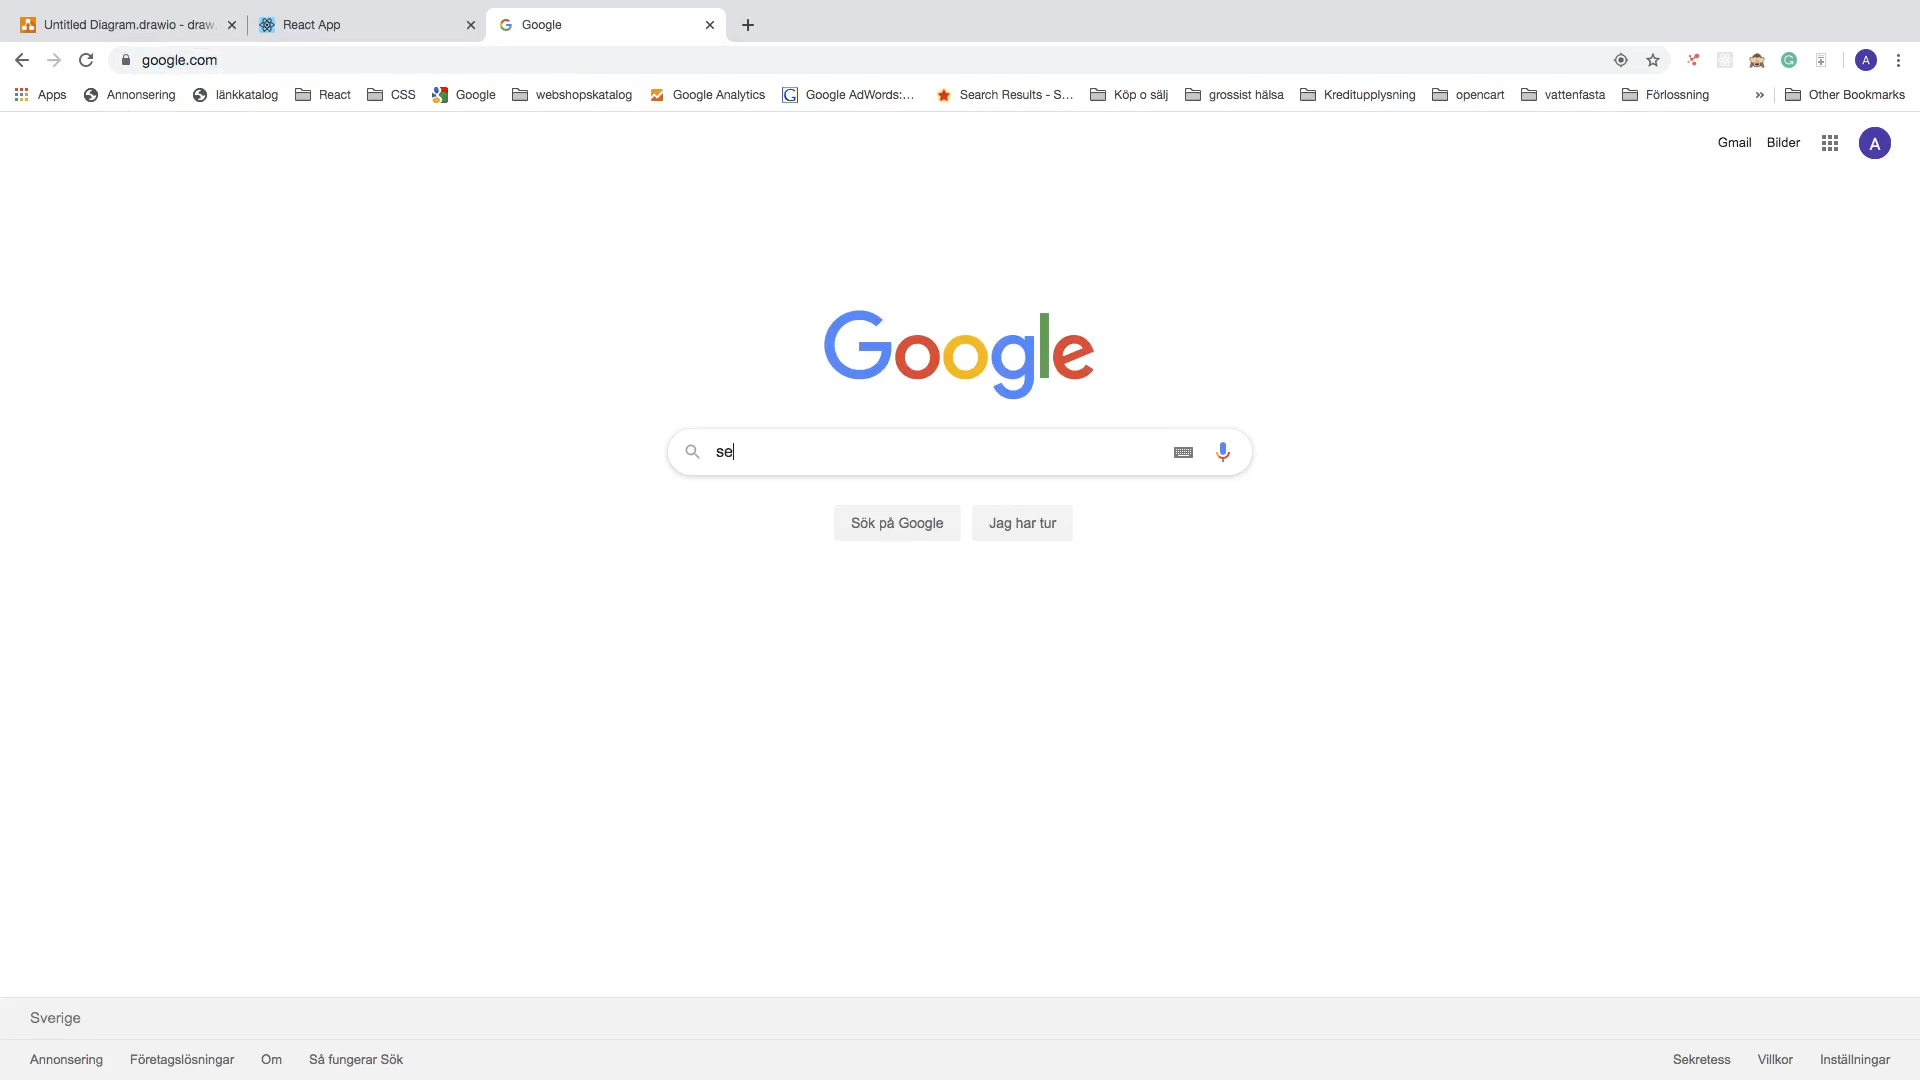 Untitled Diagram.drawio - draw
React App
Google
google.com
A
Apps
Annonsering
länkkatalog
React
CSS
Google
webshopskatalog
Google Analytics
Google AdWords:...
Search Results - S...
Köp o sälj
grossist hälsa
Kreditupplysning
opencart
vattenfasta
Förlossning
»
Other Bookmarks
Gmail
Bilder
A
Google
se
Sök på Google
Jag har tur
Sverige
Annonsering
Företagslösningar
Om
Så fungerar Sök
Sekretess
Villkor
Inställningar